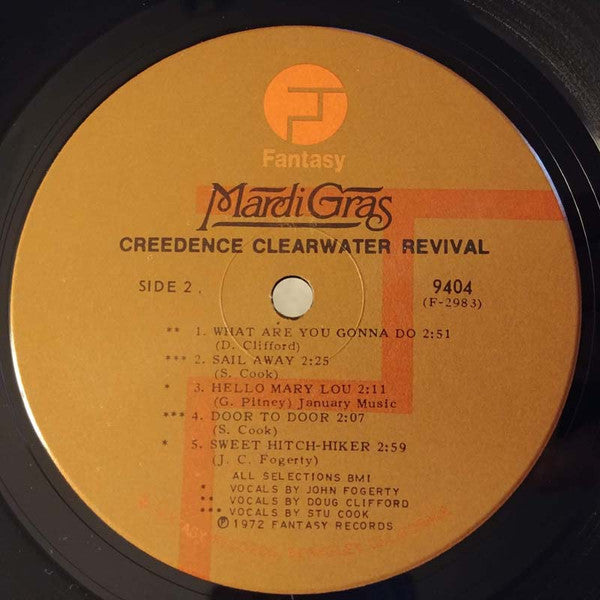 Fantasy
Mardi Gras
CREEDENCE CLEARWATER REVIVAL
SIDE 2 . 9404
(F-2983)
** 1. WHAT ARE YOU GONNA DO 2:51
(D. Clifford)
*** 2. SAIL AWAY 2:25
(S. Cook)
* 3. HELLO MARY LOU 2:11
(G. Pitney) January Music
*** 4. DOOR TO DOOR 2:07
(S. Cook)
* 5. SWEET HITCH-HIKER 2:59
(J. C. Fogerty)
ALL SELECTIONS BMI
* VOCALS BY JOHN FOGERTY
** VOCALS BY DOUG CLIFFORD
*** VOCALS BY STU COOK
℗ 1972 FANTASY RECORDS